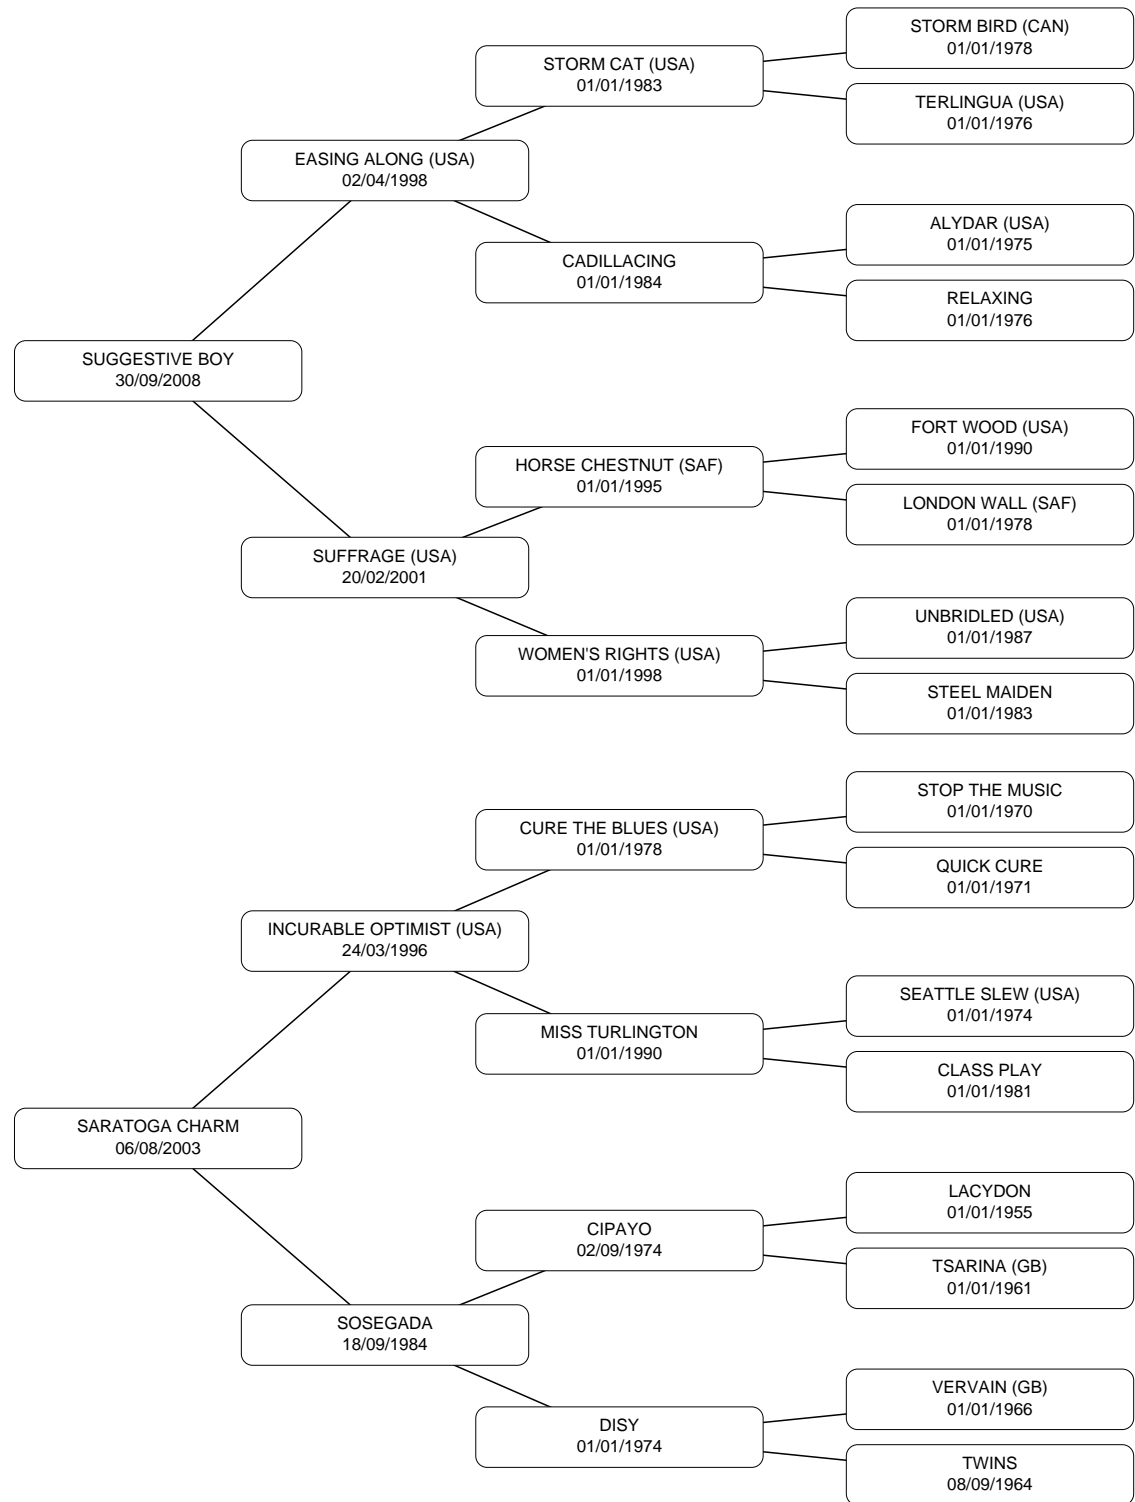 STORM BIRD (CAN)
01/01/1978
STORM CAT (USA)
01/01/1983
TERLINGUA (USA)
01/01/1976
EASING ALONG (USA)
02/04/1998
ALYDAR (USA)
01/01/1975
CADILLACING
01/01/1984
RELAXING
01/01/1976
SUGGESTIVE BOY
30/09/2008
FORT WOOD (USA)
01/01/1990
HORSE CHESTNUT (SAF)
01/01/1995
LONDON WALL (SAF)
01/01/1978
SUFFRAGE (USA)
20/02/2001
UNBRIDLED (USA)
01/01/1987
WOMEN'S RIGHTS (USA)
01/01/1998
STEEL MAIDEN
01/01/1983
STOP THE MUSIC
01/01/1970
CURE THE BLUES (USA)
01/01/1978
QUICK CURE
01/01/1971
INCURABLE OPTIMIST (USA)
24/03/1996
SEATTLE SLEW (USA)
01/01/1974
MISS TURLINGTON
01/01/1990
CLASS PLAY
01/01/1981
SARATOGA CHARM
06/08/2003
LACYDON
01/01/1955
CIPAYO
02/09/1974
TSARINA (GB)
01/01/1961
SOSEGADA
18/09/1984
VERVAIN (GB)
01/01/1966
DISY
01/01/1974
TWINS
08/09/1964